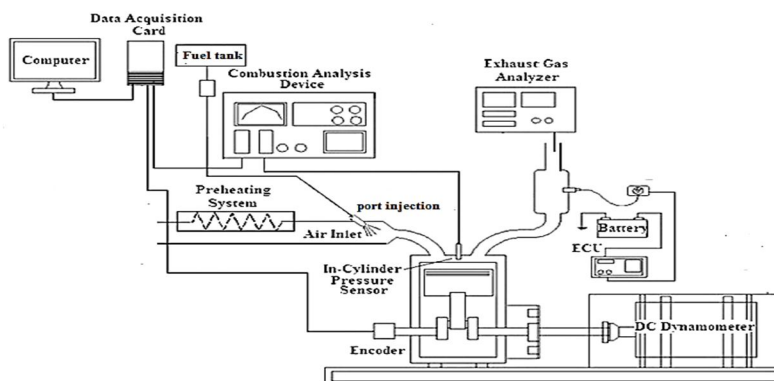 Data Acquisition
Card
Computer
Fuel tank
Combustion Analysis
Device
Exhaust Gas
Analyzer
Preheating
System
port injection
Air Inlet
In-Cylinder
Pressure
Sensor
Battery
ECU
Encoder
DC Dynamometer